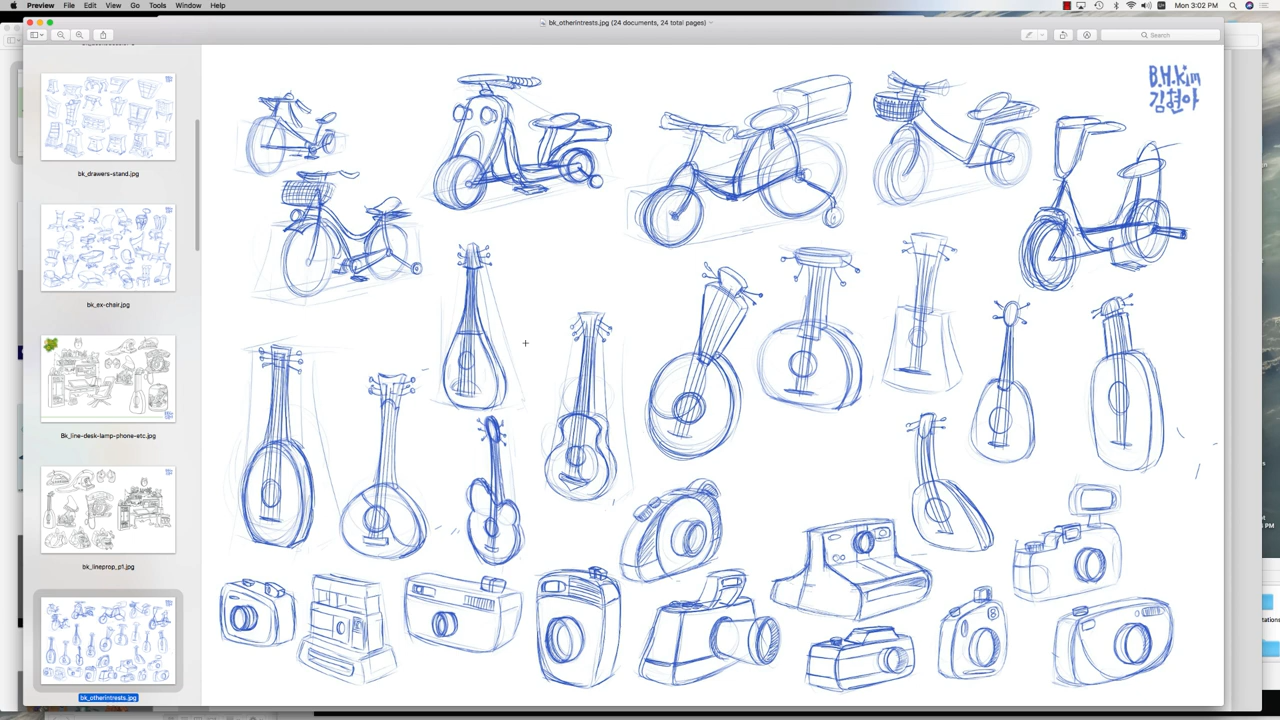 Preview File Edit View Go Tools Window Help
Mon 3:02 PM
bk_otherintrests.jpg (24 documents, 24 total pages)
Search
bk_drawers-stand.jpg
bk_ex-chair.jpg
Bk_line-desk-lamp-phone-etc.jpg
bk_lineprop_p1.jpg
bk_otherintrests.jpg
B.H.Kim
김현아
8